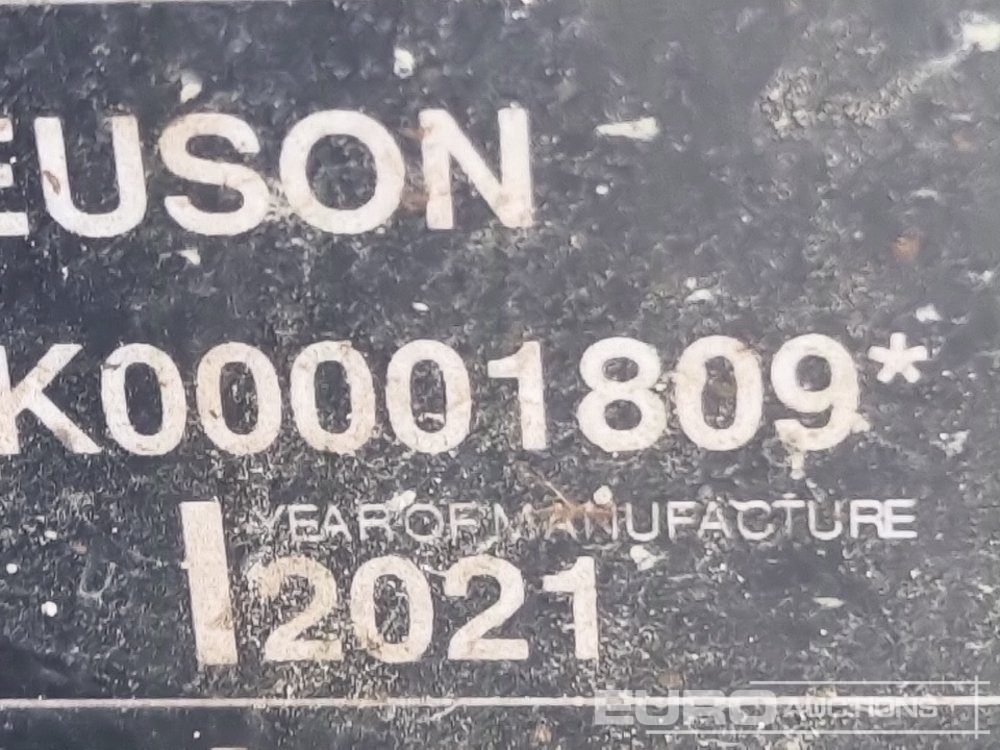 EUSON
K00001809*
YEAR OF MANUFACTURE
2021
EURO AUCTIONS